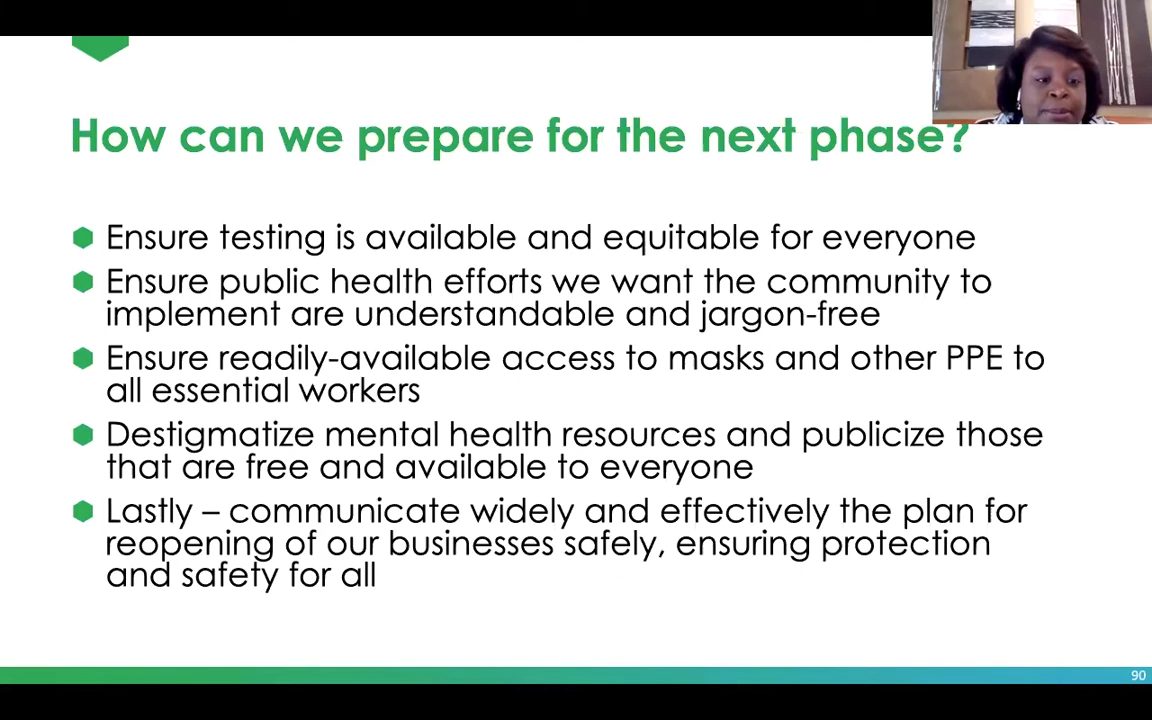 How can we prepare for the next phase?
Ensure testing is available and equitable for everyone
Ensure public health efforts we want the community to
implement are understandable and jargon-free
Ensure readily-available access to masks and other PPE to
all essential workers
Destigmatize mental health resources and publicize those
that are free and available to everyone
Lastly – communicate widely and effectively the plan for
reopening of our businesses safely, ensuring protection
and safety for all
90